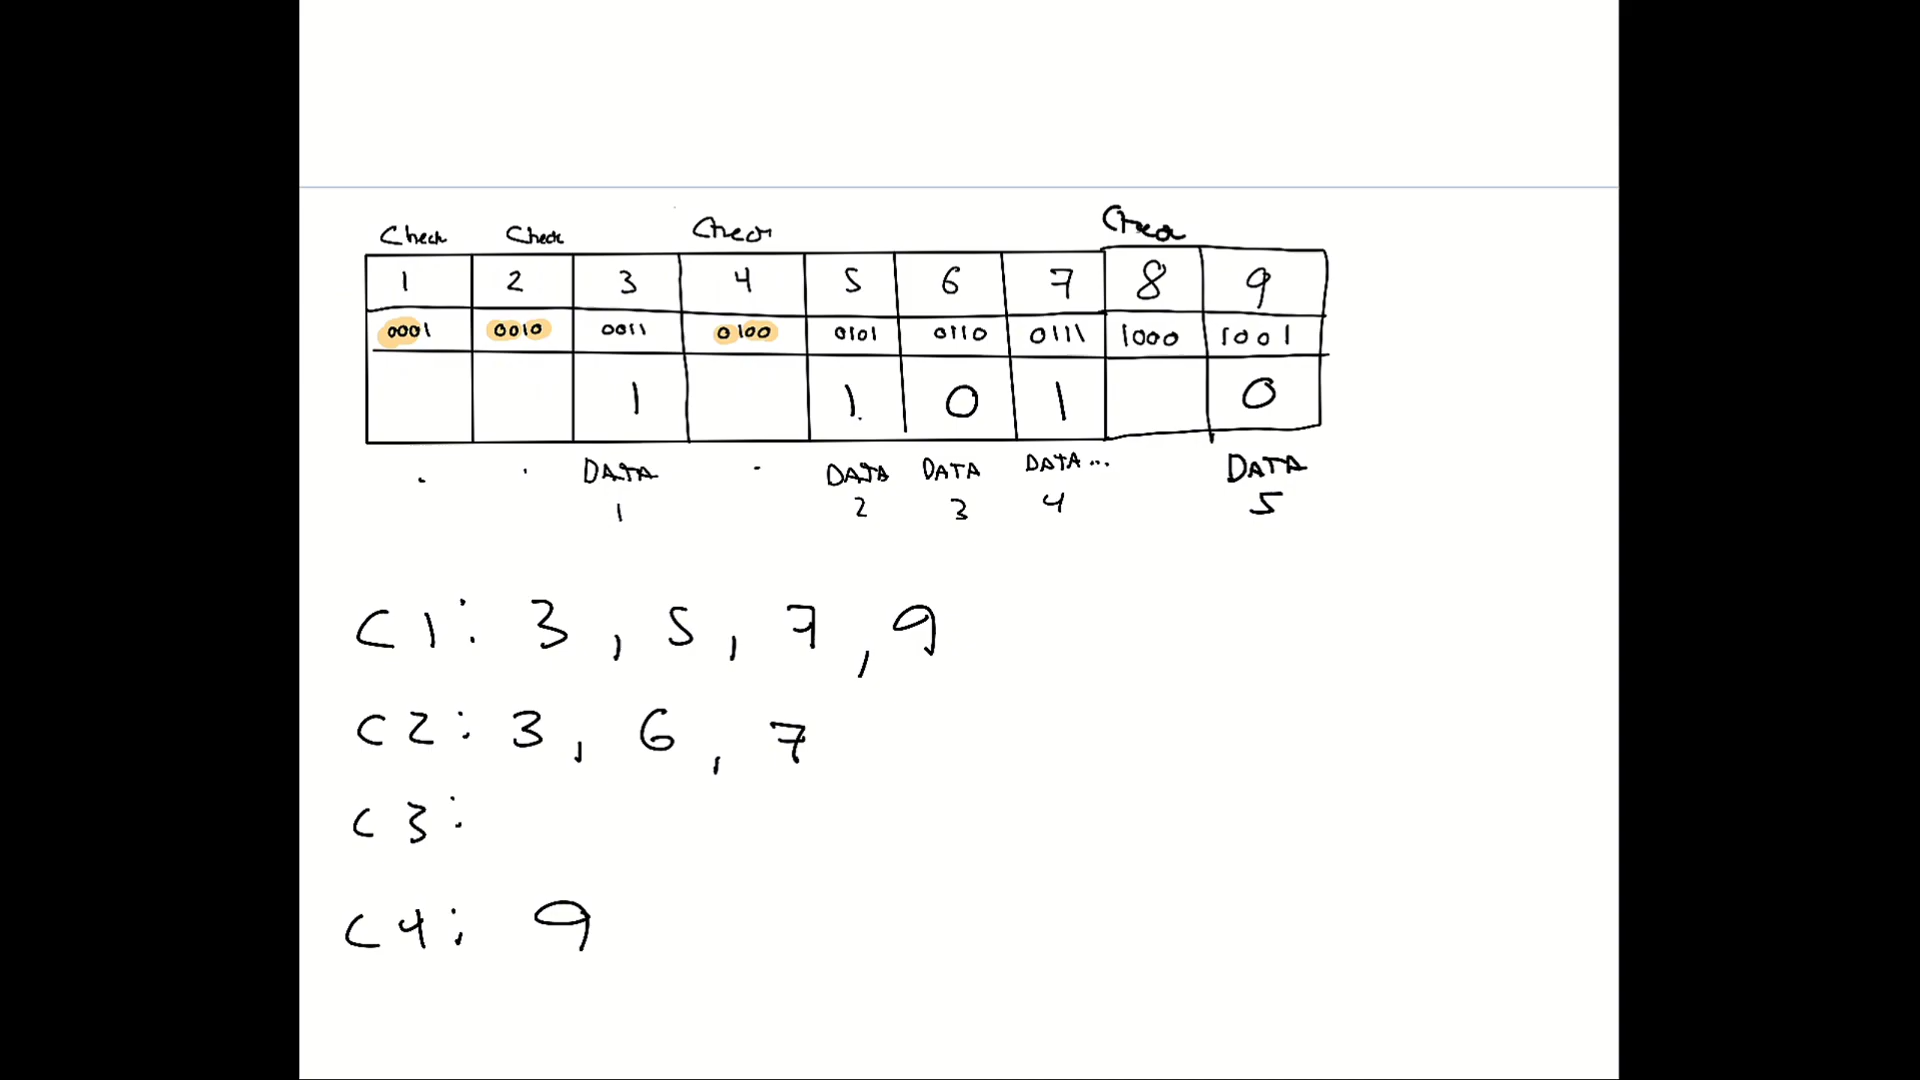 Check Check Check Check
1 2 3 4 5 6 7 8 9
0001 0010 0011 0100 0101 0110 0111 1000 1001
1 1 0 1 0
DATA DATA DATA DATA... DATA
1 2 3 4 5
C1: 3, 5, 7, 9
C2: 3, 6, 7
C3:
C4: 9